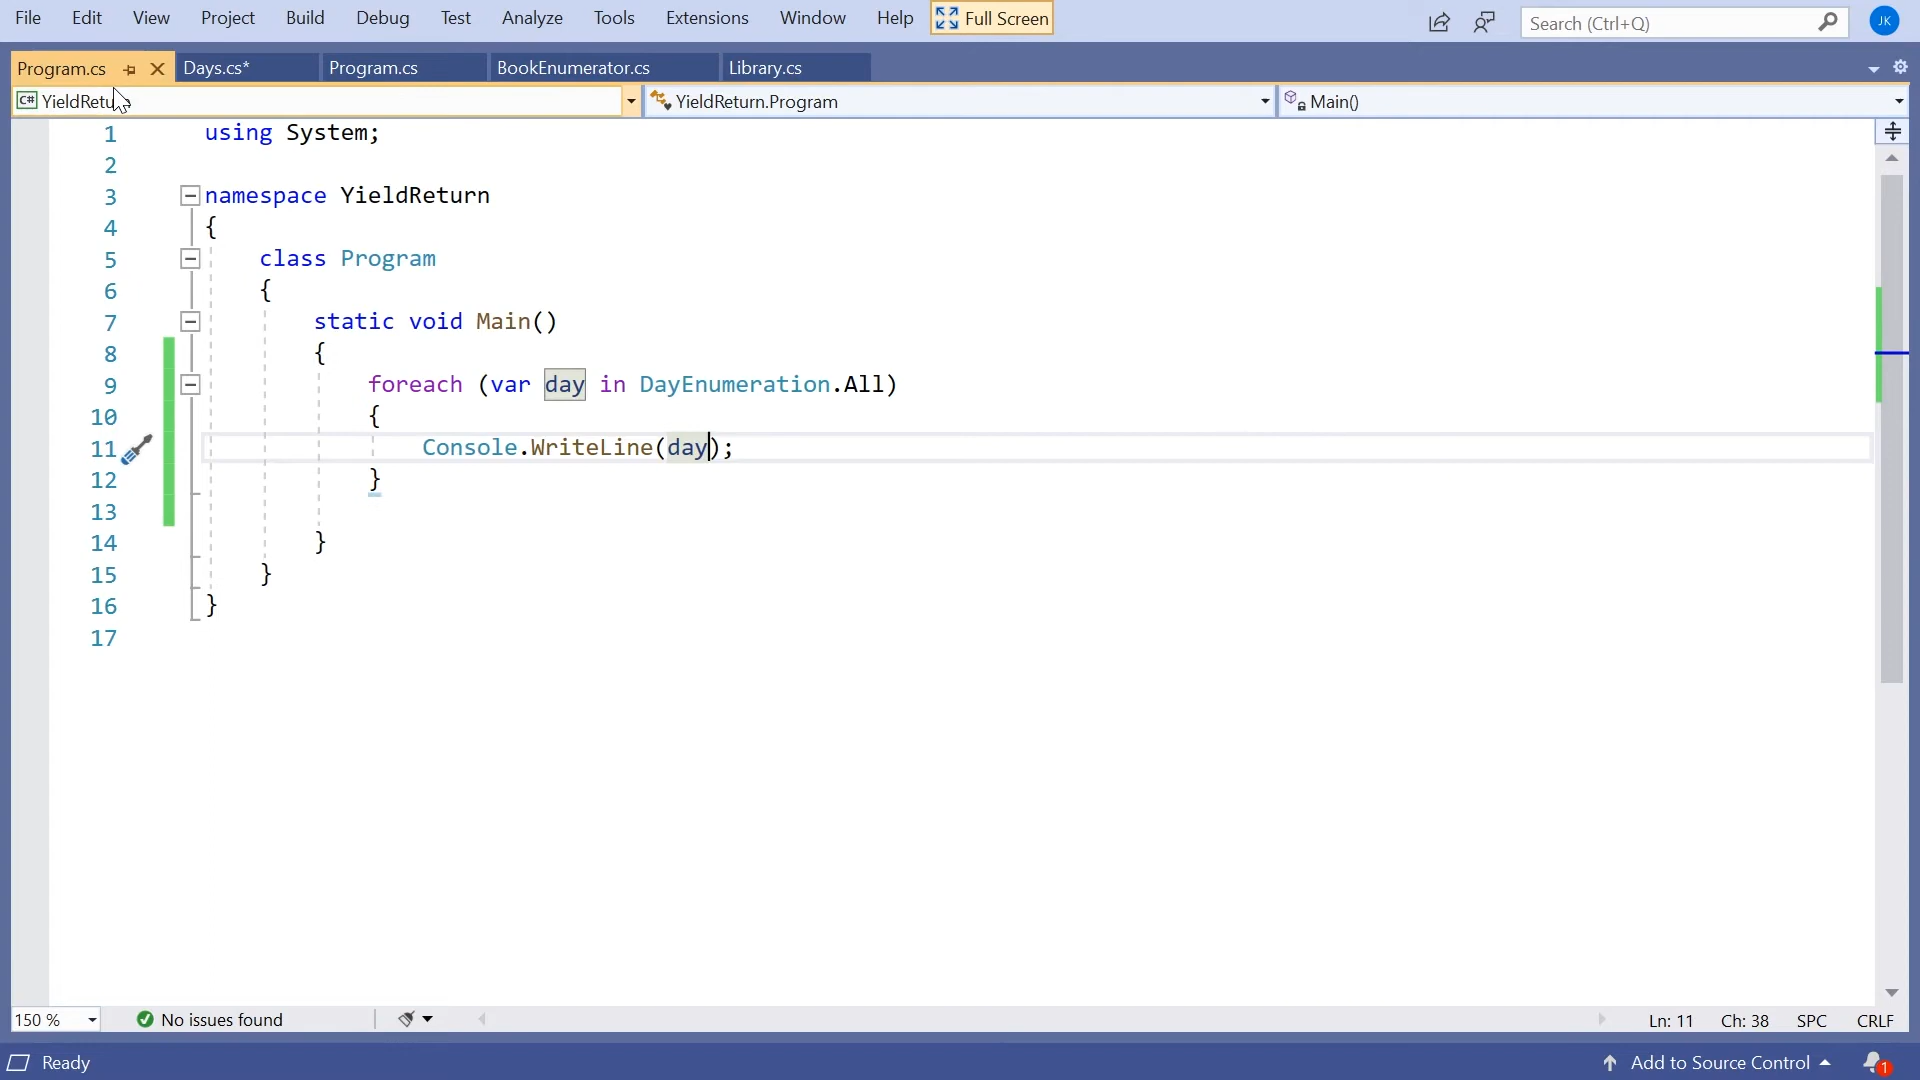 File Edit View Project Build Debug Test Analyze Tools Extensions Window Help Full Screen Search (Ctrl+Q) JK
Program.cs Days.cs* Program.cs BookEnumerator.cs Library.cs
C# YieldReturn YieldReturn.Program Main()
1 using System;
2
3 namespace YieldReturn
4 {
5 class Program
6 {
7 static void Main()
8 {
9 foreach (var day in DayEnumeration.All)
10 {
11 Console.WriteLine(day);
12 }
13
14 }
15 }
16 }
17
150 % No issues found Ln: 11 Ch: 38 SPC CRLF
Ready Add to Source Control 1